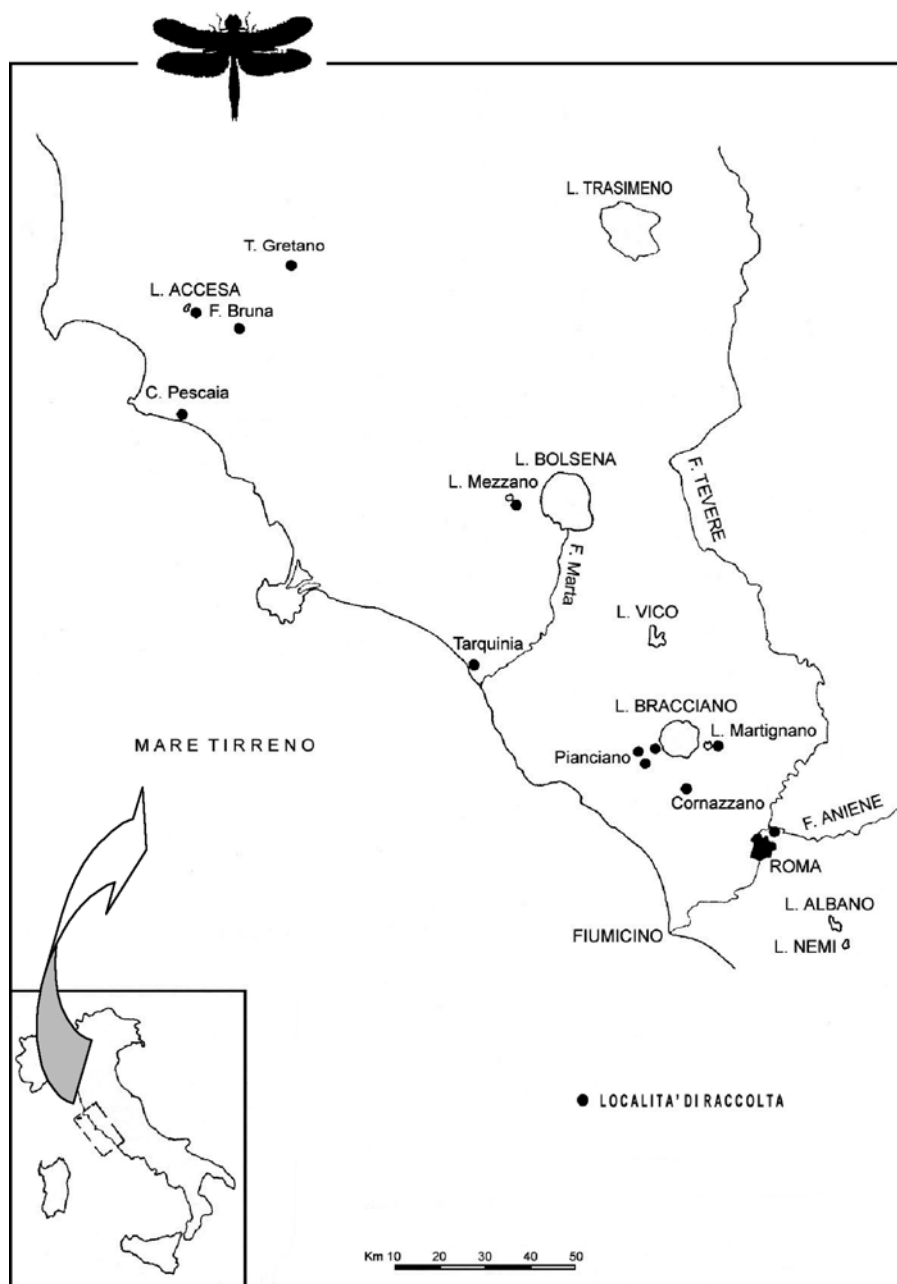 L. TRASIMENO
T. Gretano
L. ACCESA
F. Bruna
C. Pescaia
L. BOLSENA
L. Mezzano
F. TEVERE
F. Marta
L. VICO
Tarquinia
L. BRACCIANO
L. Martignano
MARE TIRRENO
Pianciano
Cornazzano
F. ANIENE
ROMA
L. ALBANO
FIUMICINO
L. NEMI
LOCALITA' DI RACCOLTA
Km 10 20 30 40 50